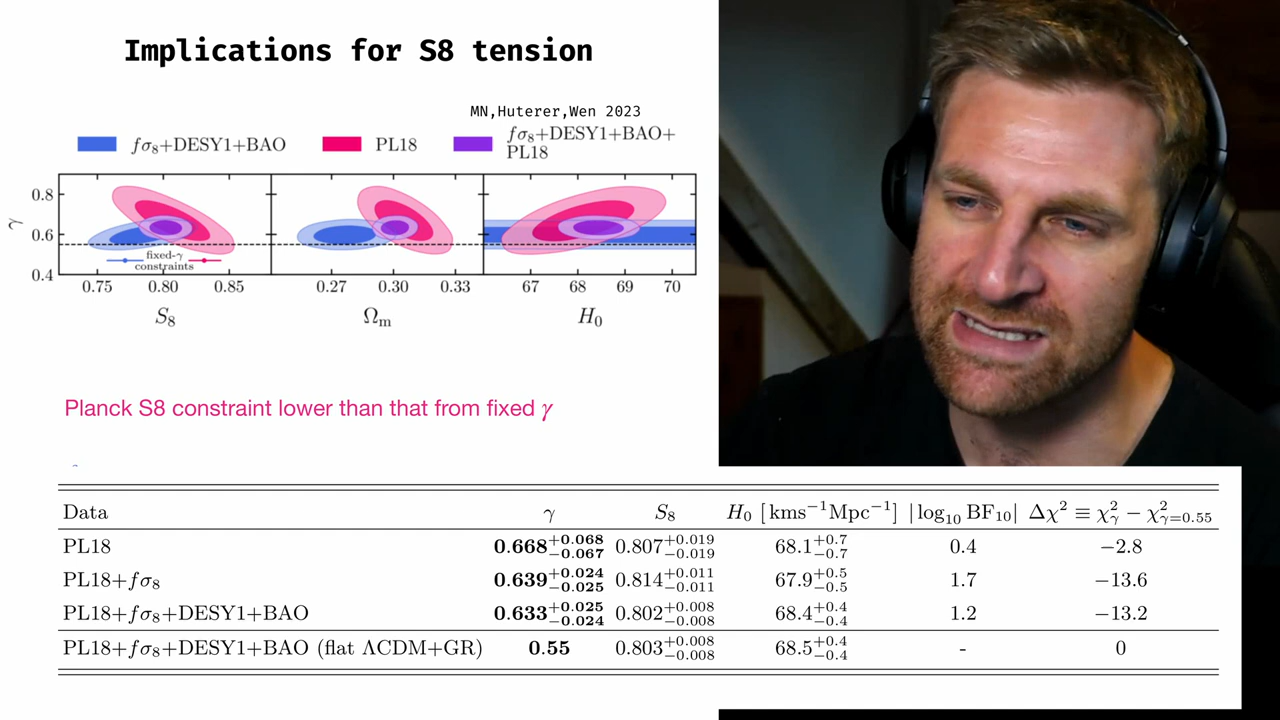 Implications for S8 tension
MN,Huterer,Wen 2023
fσ₈+DESY1+BAO
PL18
fσ₈+DESY1+BAO+
PL18
γ
0.8
0.6
0.4
fixed-γ
constraints
0.75 0.80 0.85
0.27 0.30 0.33
67 68 69 70
S₈
Ωₘ
H₀
Planck S8 constraint lower than that from fixed γ
Data γ S₈ H₀ [kms⁻¹Mpc⁻¹] |log₁₀ BF₁₀| Δχ² ≡ χ²_γ − χ²_γ=0.55
PL18 0.668+0.068−0.067 0.807+0.019−0.019 68.1+0.7−0.7 0.4 −2.8
PL18+fσ₈ 0.639+0.024−0.025 0.814+0.011−0.011 67.9+0.5−0.5 1.7 −13.6
PL18+fσ₈+DESY1+BAO 0.633+0.025−0.024 0.802+0.008−0.008 68.4+0.4−0.4 1.2 −13.2
PL18+fσ₈+DESY1+BAO (flat ΛCDM+GR) 0.55 0.803+0.008−0.008 68.5+0.4−0.4 - 0